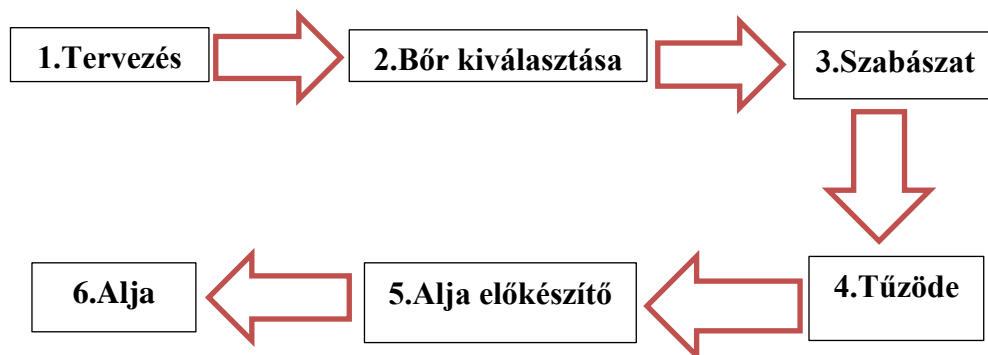 1.Tervezés
2.Bőr kiválasztása
3.Szabászat
4.Tűzöde
5.Alja előkészítő
6.Alja